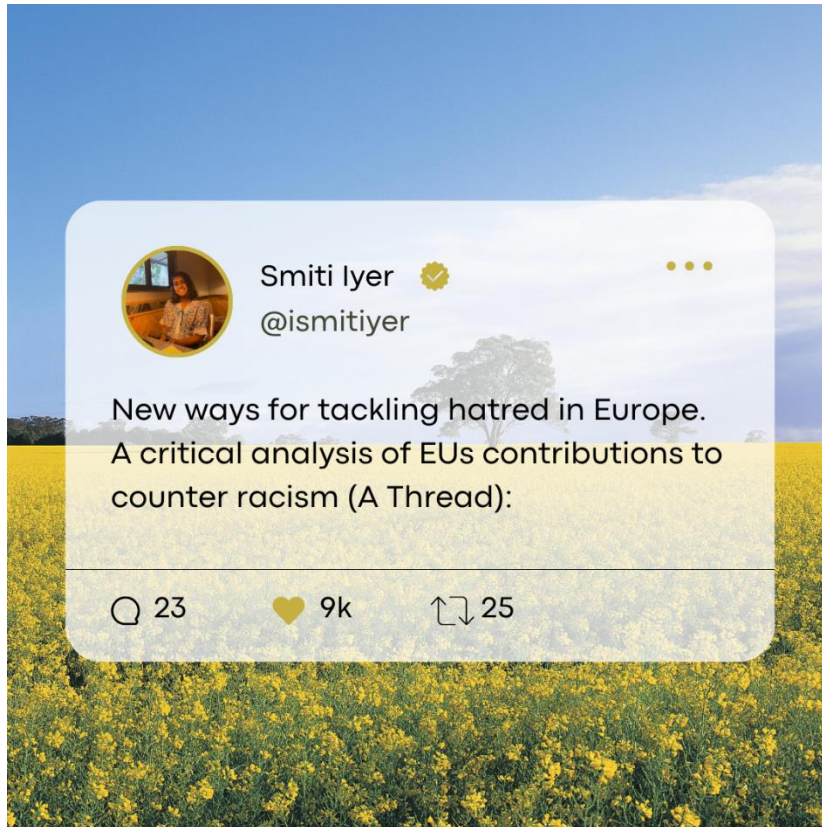 Smiti Iyer
@ismitiyer
New ways for tackling hatred in Europe.
A critical analysis of EUs contributions to
counter racism (A Thread):
23 9k 25